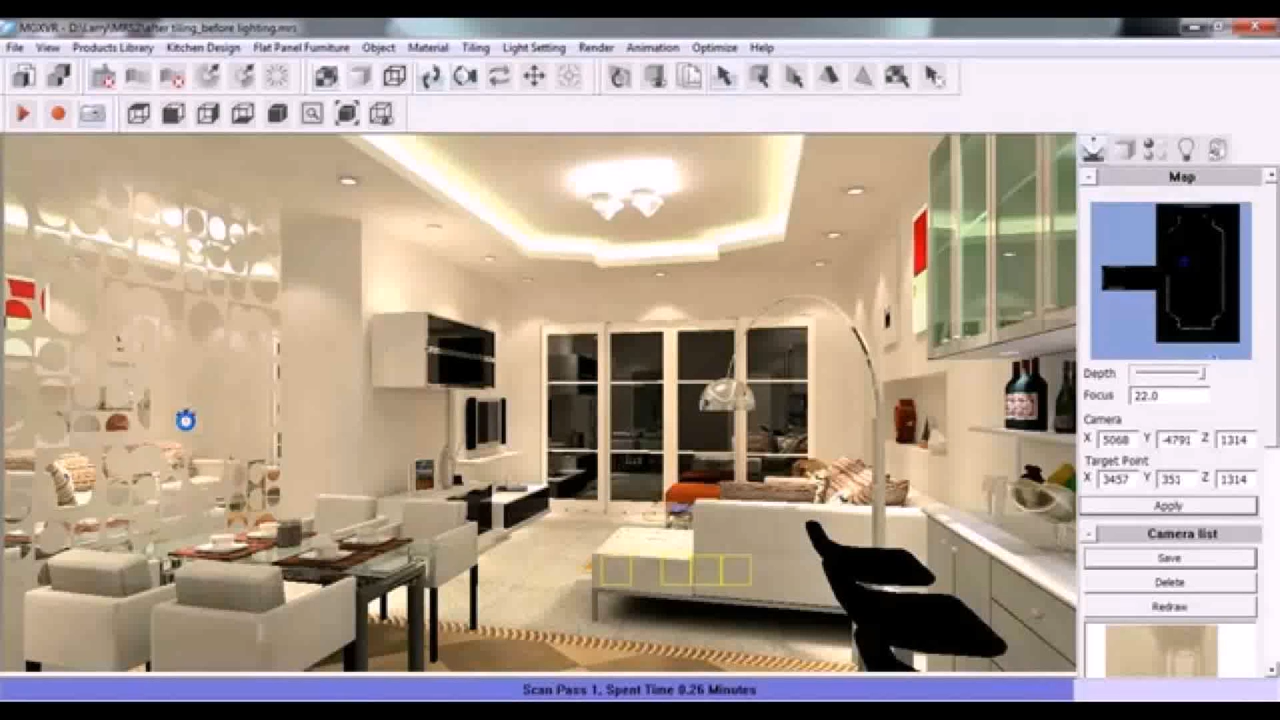 MOXVR - D:\Larry\MRS2\after tiling_before lighting.mrs
File View Products Library Kitchen Design Flat Panel Furniture Object Material Tiling Light Setting Render Animation Optimize Help
Map
Depth
Focus 22.0
Camera
X 5068 Y -4791 Z 1314
Target Point
X 3457 Y 351 Z 1314
Apply
Camera list
Save
Delete
Redraw
Scan Pass 1, Spent Time 0.26 Minutes